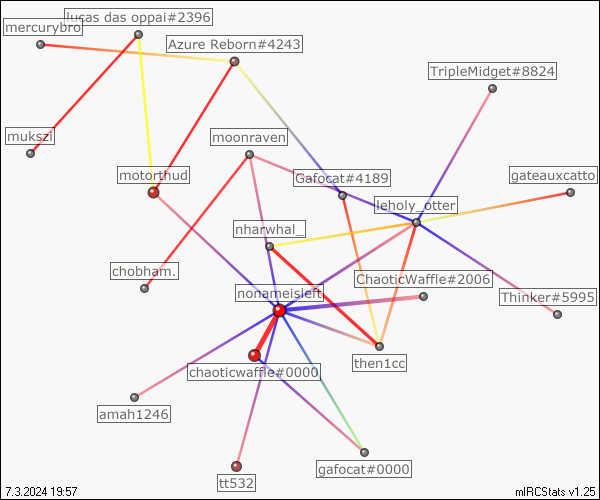 lucas das oppai#2396
mercurybro
Azure Reborn#4243
TripleMidget#8824
mukszi
moonraven
motorthud
Gafocat#4189
gateauxcatto
leholy_otter
nharwhal_
chobham.
ChaoticWaffle#2006
nonameisleft
Thinker#5995
then1cc
chaoticwaffle#0000
amah1246
gafocat#0000
tt532
7.3.2024 19:57
mIRCStats v1.25